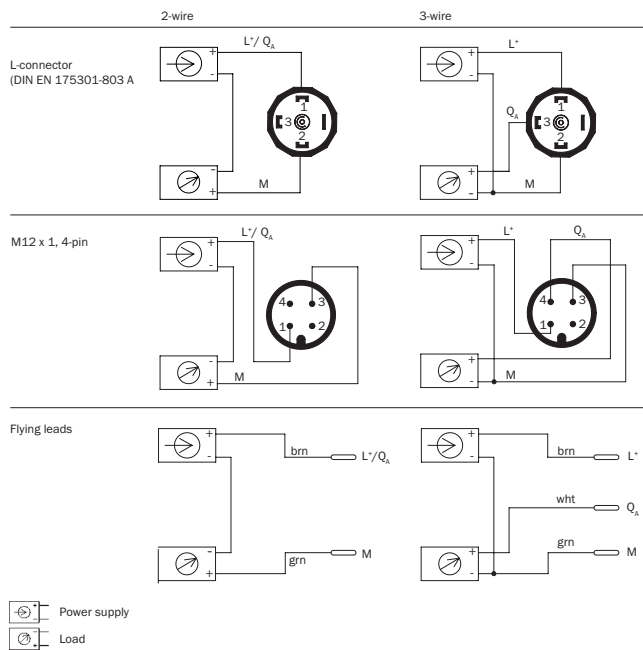 2-wire 3-wire
L-connector
(DIN EN 175301-803 A
L⁺/ Q_A
+
-
1
3
2
-
+
M
L⁺
+
-
Q_A
1
3
2
+
-
M
M12 x 1, 4-pin
L⁺/ Q_A
+
-
4 3
1 2
-
+
M
L⁺ Q_A
+
-
4 3
1 2
+
-
M
Flying leads
+
-
brn L⁺/Q_A
-
+
grn M
+
-
brn L⁺
wht Q_A
+
-
grn M
+
-
Power supply
-
+
Load